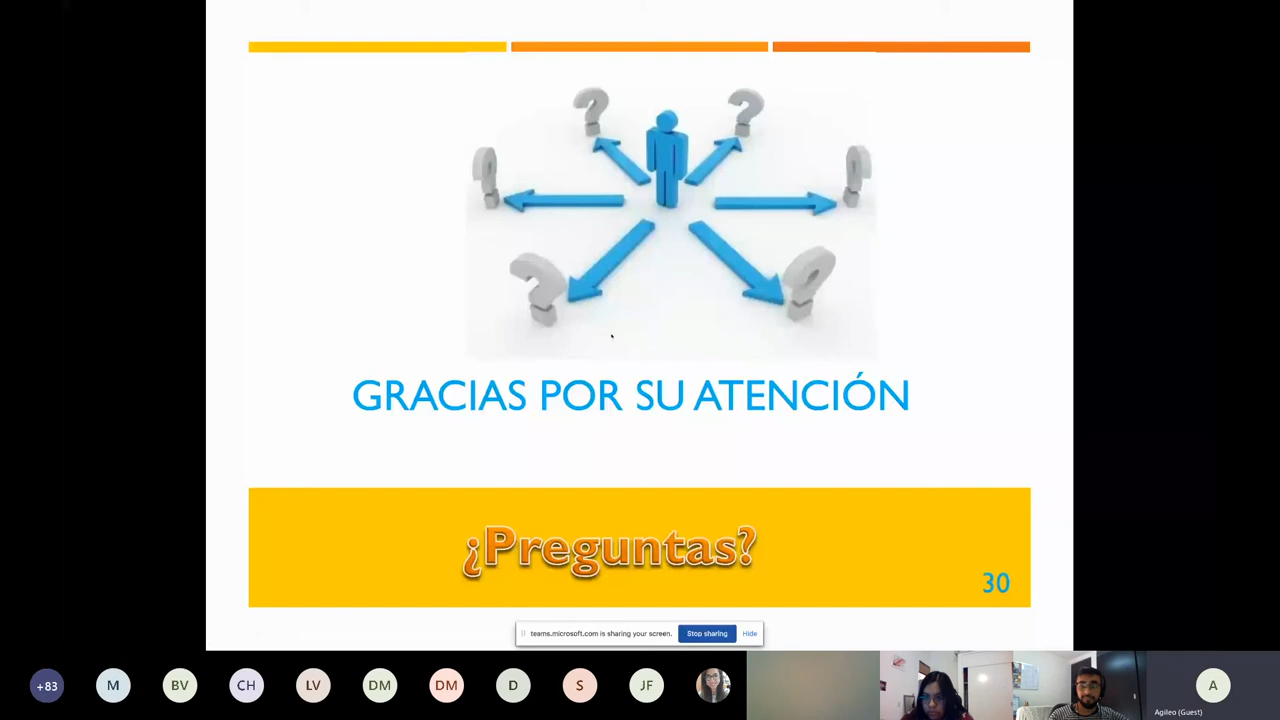 GRACIAS POR SU ATENCIÓN
¿Preguntas?
30
teams.microsoft.com is sharing your screen. Stop sharing Hide
+83 M BV CH LV DM DM D S JF A
Agileo (Guest)